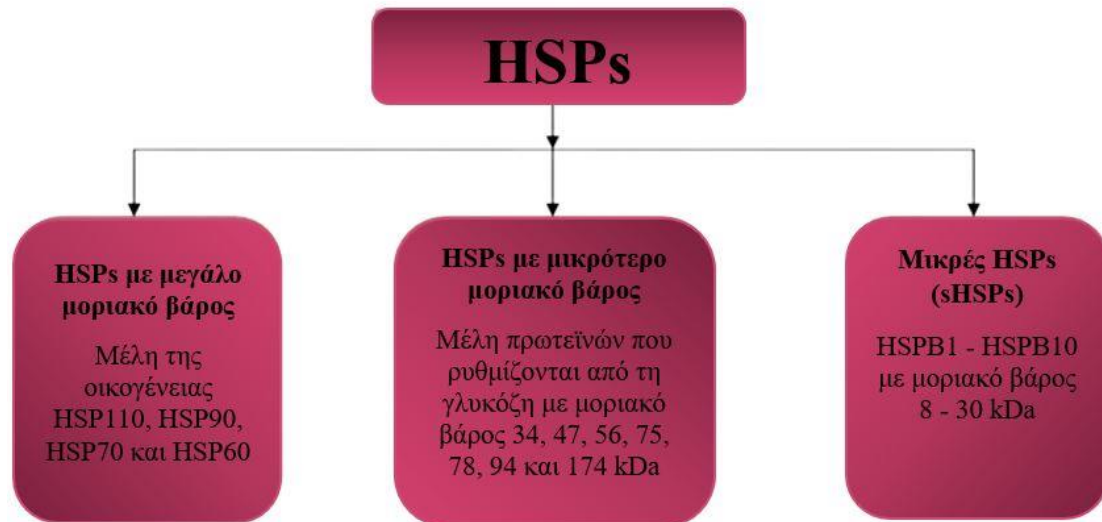 HSPs
HSPs με μεγάλο
μοριακό βάρος
Μέλη της
οικογένειας
HSP110, HSP90,
HSP70 και HSP60
HSPs με μικρότερο
μοριακό βάρος
Μέλη πρωτεϊνών που
ρυθμίζονται από τη
γλυκόζη με μοριακό
βάρος 34, 47, 56, 75,
78, 94 και 174 kDa
Μικρές HSPs
(sHSPs)
HSPB1 - HSPB10
με μοριακό βάρος
8 - 30 kDa